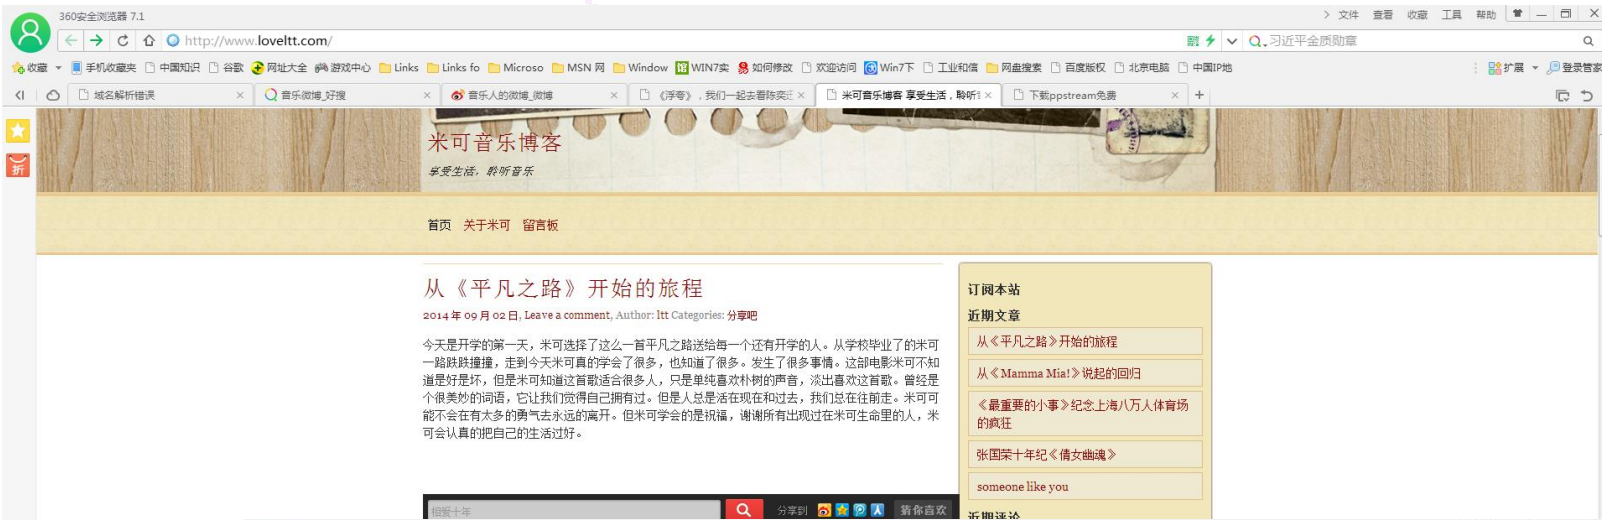 360安全浏览器 7.1
文件 查看 收藏 工具 帮助
http://www.loveltt.com/
习近平金质勋章
收藏 手机收藏夹 中国知识 谷歌 网址大全 游戏中心 Links Links fo Microso MSN 网 Window WIN7实 如何修改 欢迎访问 Win7下 工业和信 网盘搜索 百度版权 北京电脑 中国IP地 扩展 登录管家
域名解析错误 音乐微博_好搜 音乐人的微博_微博 《浮夸》，我们一起去看陈奕迅 米可音乐博客 享受生活，聆听 下载ppstream免费
折
米可音乐博客
享受生活，聆听音乐
首页 关于米可 留言板
从《平凡之路》开始的旅程
2014 年 09 月 02 日, Leave a comment, Author: ltt Categories: 分享吧
今天是开学的第一天，米可选择了这么一首平凡之路送给每一个还有开学的人。从学校毕业了的米可
一路跌跌撞撞，走到今天米可真的学会了很多，也知道了很多。发生了很多事情。这部电影米可不知
道是好是坏，但是米可知道这首歌适合很多人，只是单纯喜欢朴树的声音，淡出喜欢这首歌。曾经是
个很美妙的词语，它让我们觉得自己拥有过。但是人总是活在现在和过去，我们总在往前走。米可可
能不会在有太多的勇气去永远的离开。但米可学会的是祝福，谢谢所有出现过在米可生命里的人，米
可会认真的把自己的生活过好。
相爱十年
分享到
猜你喜欢
订阅本站
近期文章
从《平凡之路》开始的旅程
从《Mamma Mia!》说起的回归
《最重要的小事》纪念上海八万人体育场
的疯狂
张国荣十年纪《倩女幽魂》
someone like you
近期评论